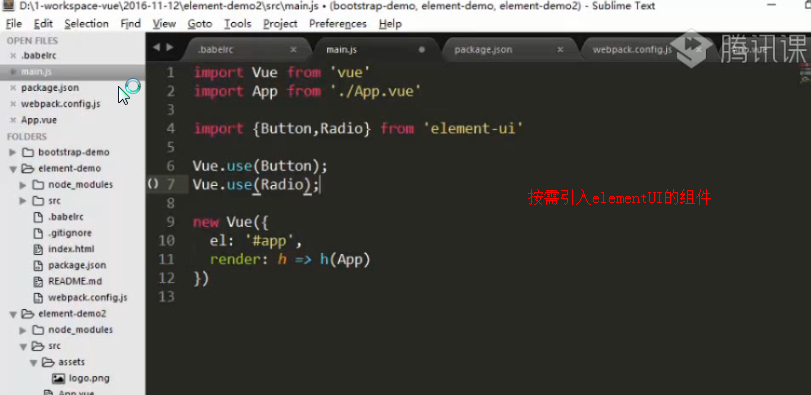 D:\1-workspace-vue\2016-11-12\element-demo2\src\main.js • (bootstrap-demo, element-demo, element-demo2) - Sublime Text
File Edit Selection Find View Goto Tools Project Preferences Help
OPEN FILES
.babelrc
main.js
package.json
webpack.config.js
App.vue
FOLDERS
bootstrap-demo
element-demo
node_modules
src
.babelrc
.gitignore
index.html
package.json
README.md
webpack.config.js
element-demo2
node_modules
src
assets
logo.png
App.vue
.babelrc
main.js
package.json
webpack.config.js
腾讯课
1 import Vue from 'vue'
2 import App from './App.vue'
3
4 import {Button,Radio} from 'element-ui'
5
6 Vue.use(Button);
7 Vue.use(Radio);
8
9 new Vue({
10 el: '#app',
11 render: h => h(App)
12 })
13
按需引入elementUI的组件